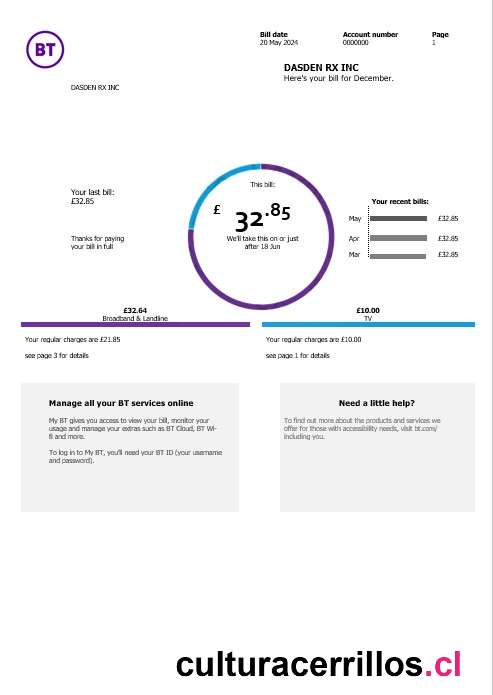 BT
Bill date
20 May 2024
Account number
0000000
Page
1
DASDEN RX INC
Here's your bill for December.
DASDEN RX INC
Your last bill:
£32.85
Thanks for paying
your bill in full
This bill:
£ 32.85
We'll take this on or just
after 18 Jun
Your recent bills:
May £32.85
Apr £32.85
Mar £32.85
£32.64
Broadband & Landline
Your regular charges are £21.85
see page 3 for details
£10.00
TV
Your regular charges are £10.00
see page 1 for details
Manage all your BT services online
My BT gives you access to view your bill, monitor your
usage and manage your extras such as BT Cloud, BT Wi-
fi and more.
To log in to My BT, you'll need your BT ID (your username
and password).
Need a little help?
To find out more about the products and services we
offer for those with accessibility needs, visit bt.com/
including you.
culturacerrillos.cl